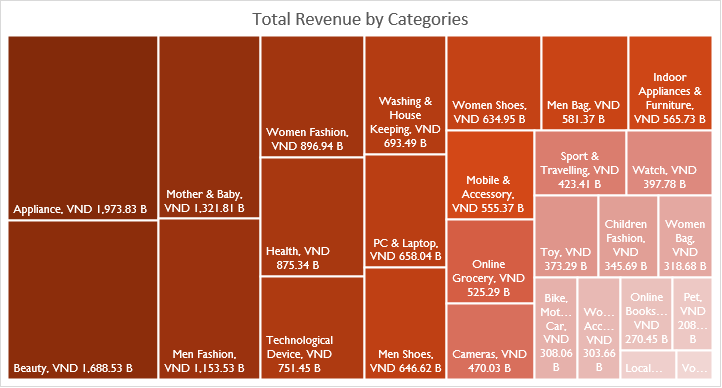 Total Revenue by Categories
Appliance, VND 1,973.83 B
Beauty, VND 1,688.53 B
Mother & Baby,
VND 1,321.81 B
Men Fashion,
VND 1,153.53 B
Women Fashion,
VND 896.94 B
Health, VND
875.34 B
Technological
Device, VND
751.45 B
Washing &
House
Keeping, VND
693.49 B
PC & Laptop,
VND 658.04 B
Men Shoes,
VND 646.62 B
Women Shoes,
VND 634.95 B
Men Bag, VND
581.37 B
Indoor
Appliances &
Furniture,
VND 565.73 B
Mobile &
Accessory,
VND 555.37 B
Online
Grocery, VND
525.29 B
Cameras, VND
470.03 B
Sport &
Travelling, VND
423.41 B
Watch, VND
397.78 B
Toy, VND
373.29 B
Children
Fashion,
VND
345.69 B
Women
Bag, VND
318.68 B
Bike,
Mot...
Car,
VND
308.06
Wo...
Acc...
VND
303.66
Online
Books...
VND
270.45
Pet,
VND
208...
Local...
Vo...